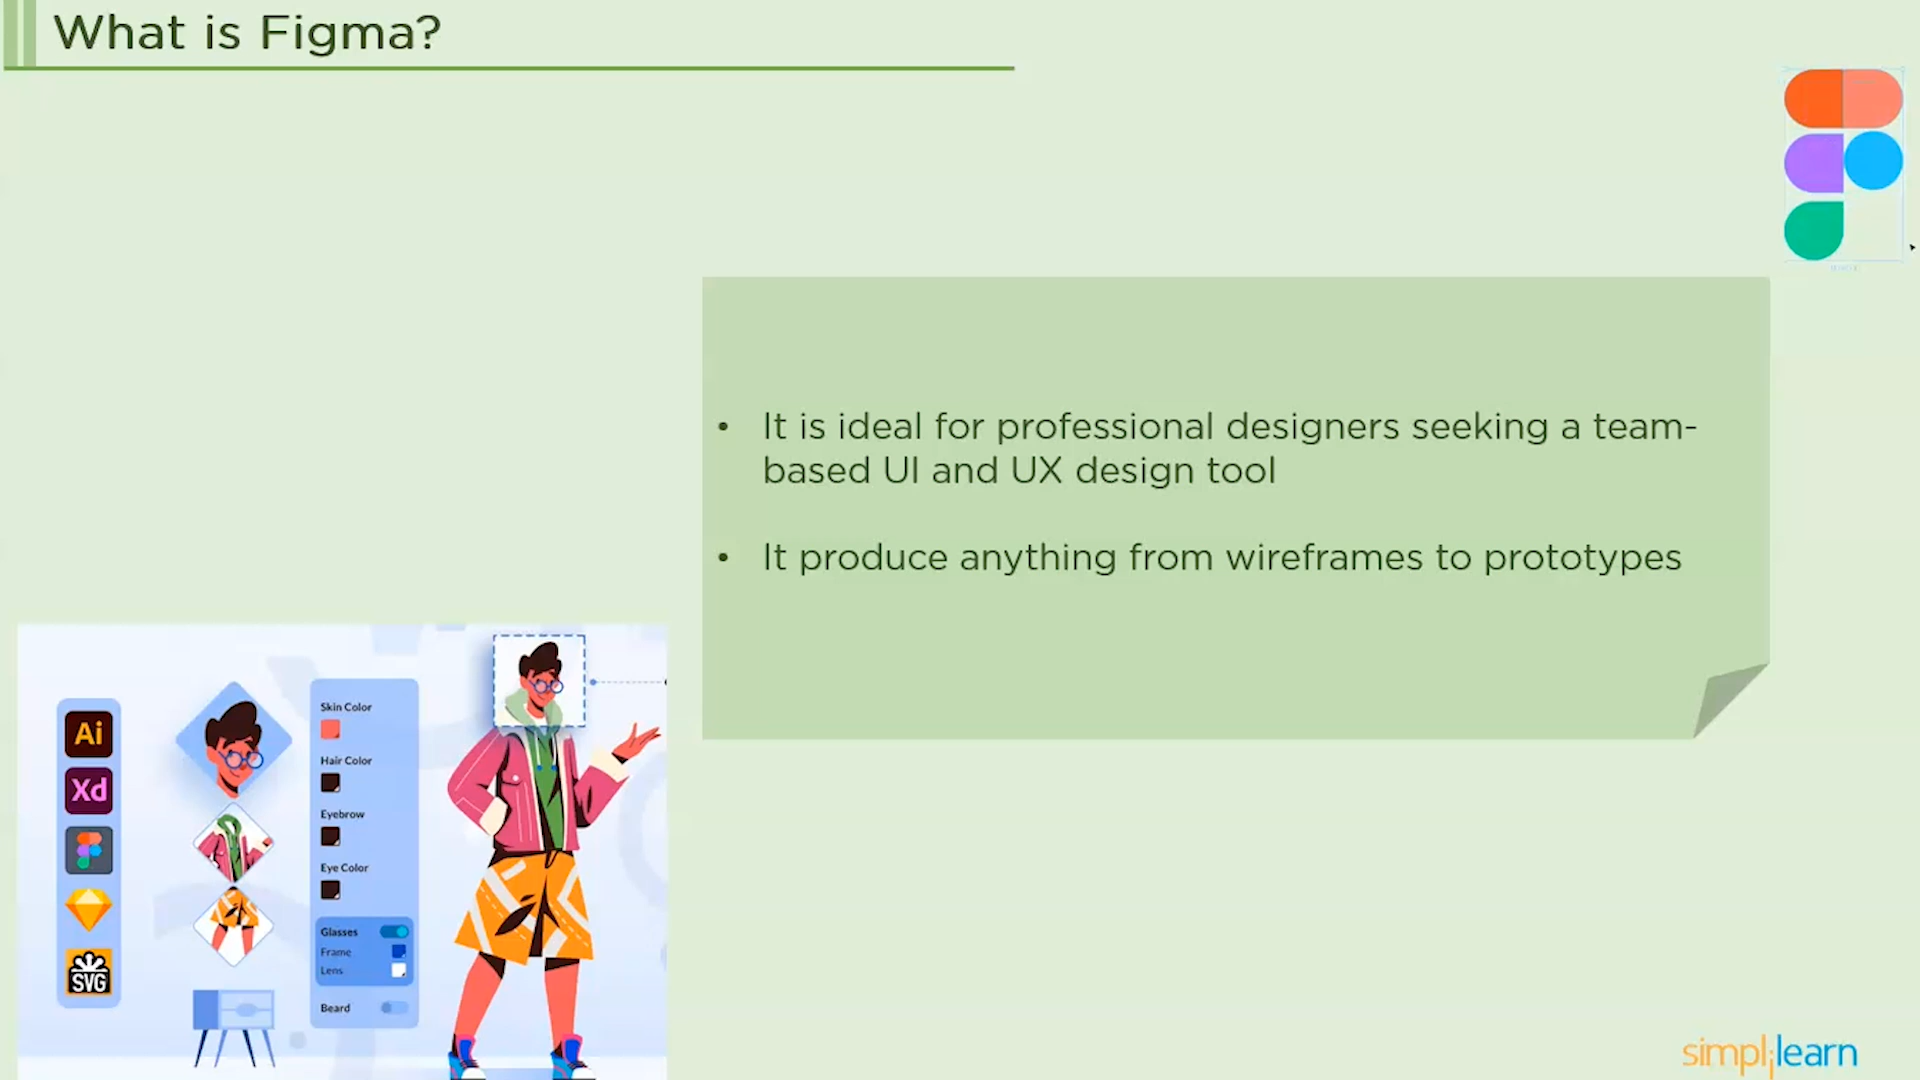 What is Figma?
• It is ideal for professional designers seeking a team-
based UI and UX design tool
• It produce anything from wireframes to prototypes
Ai
Xd
SVG
Skin Color
Hair Color
Eyebrow
Eye Color
Glasses
Frame
Lens
Beard
simplilearn